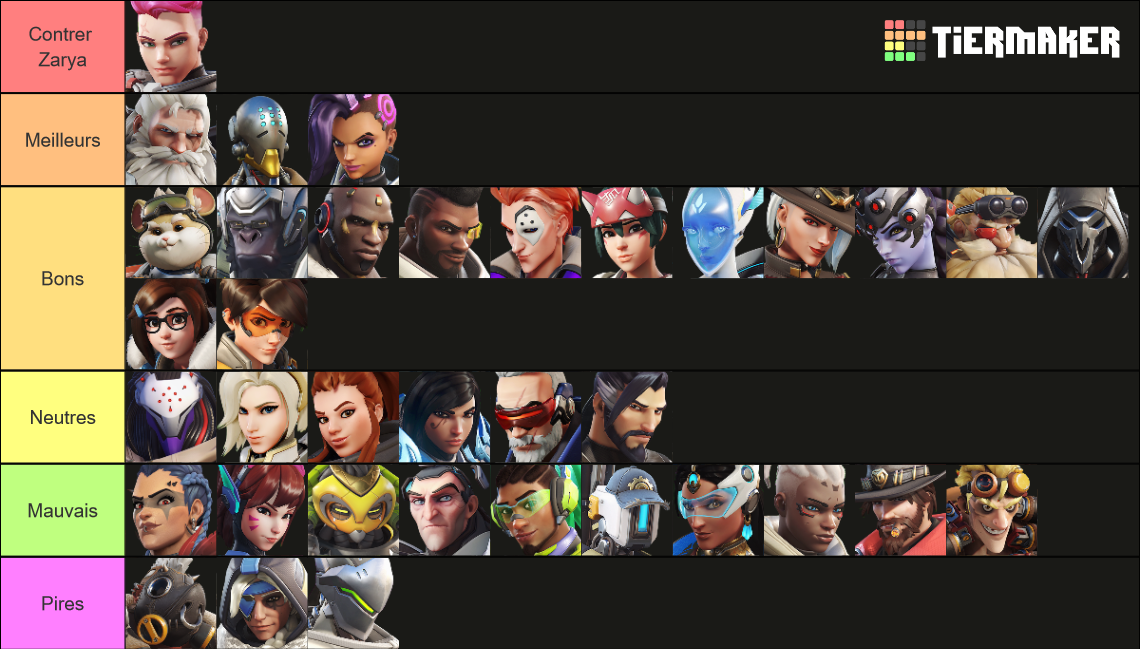 Contrer
Zarya
TiERMAKER
Meilleurs
Bons
Neutres
Mauvais
Pires